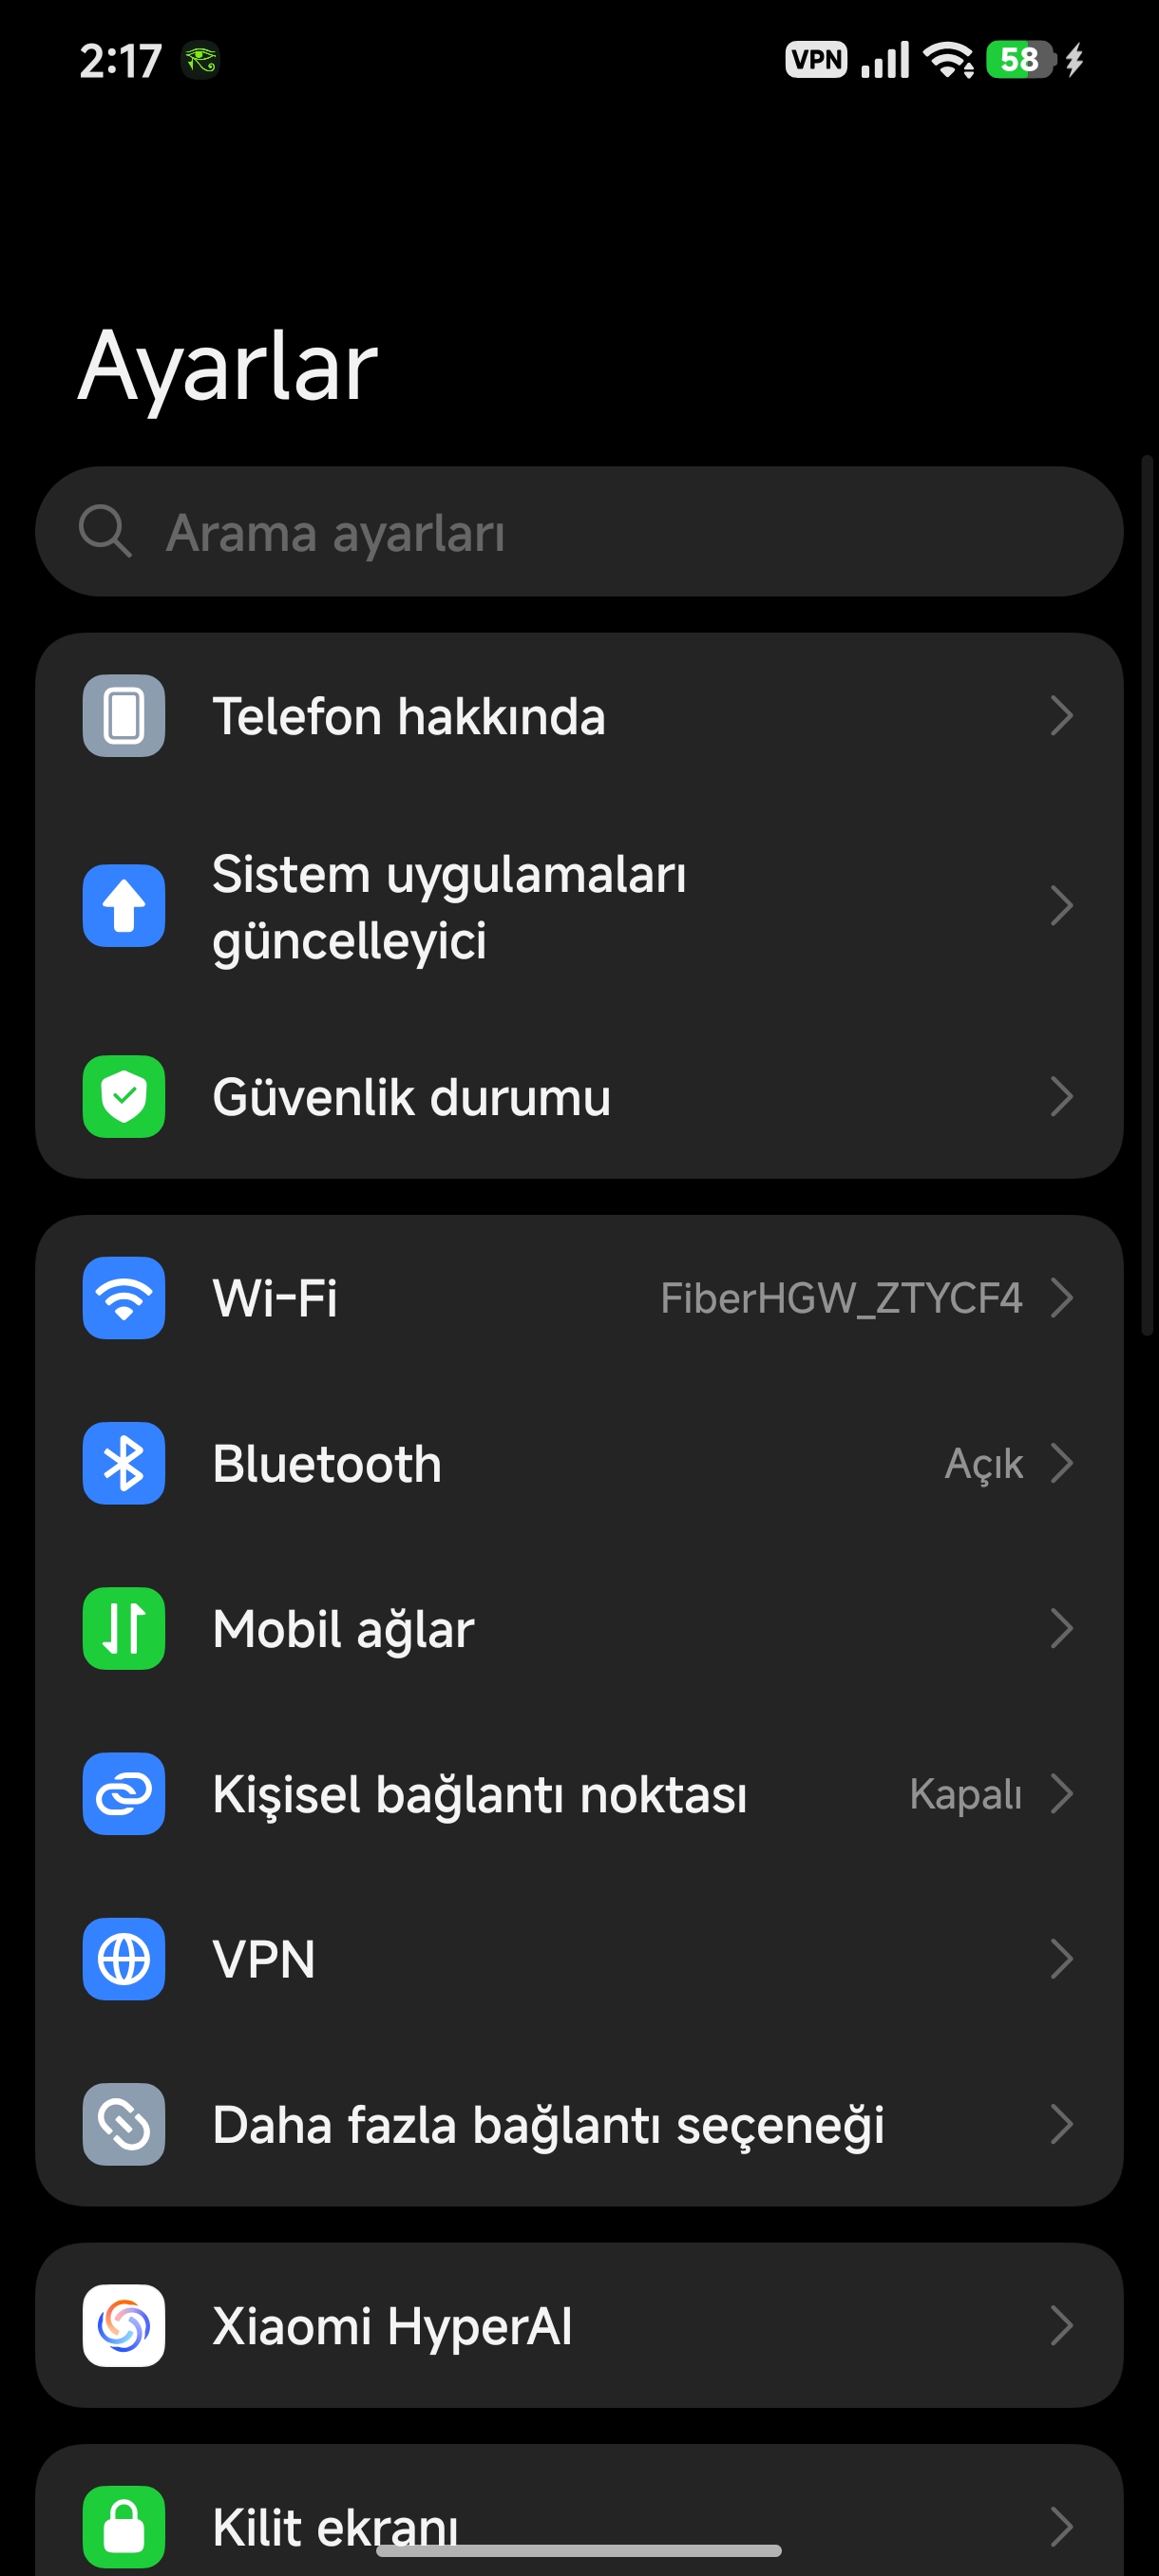 2:17
VPN
58
Ayarlar
Arama ayarları
Telefon hakkında
Sistem uygulamaları
güncelleyici
Güvenlik durumu
Wi-Fi FiberHGW_ZTYCF4
Bluetooth Açık
Mobil ağlar
Kişisel bağlantı noktası Kapalı
VPN
Daha fazla bağlantı seçeneği
Xiaomi HyperAI
Kilit ekranı